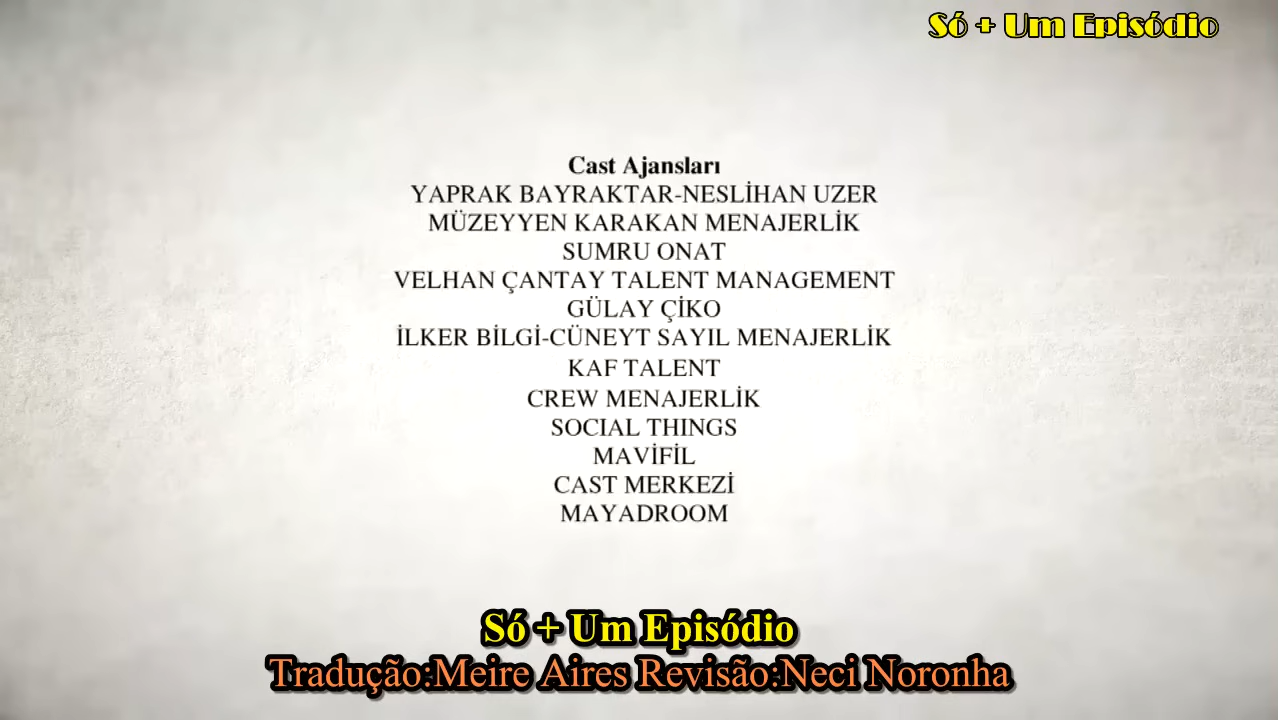 Só + Um Episódio
Cast Ajansları
YAPRAK BAYRAKTAR-NESLİHAN UZER
MÜZEYYEN KARAKAN MENAJERLİK
SUMRU ONAT
VELHAN ÇANTAY TALENT MANAGEMENT
GÜLAY ÇİKO
İLKER BİLGİ-CÜNEYT SAYIL MENAJERLİK
KAF TALENT
CREW MENAJERLİK
SOCIAL THINGS
MAVİFİL
CAST MERKEZİ
MAYADROOM
Só + Um Episódio
Tradução:Meire Aires Revisão:Neci Noronha